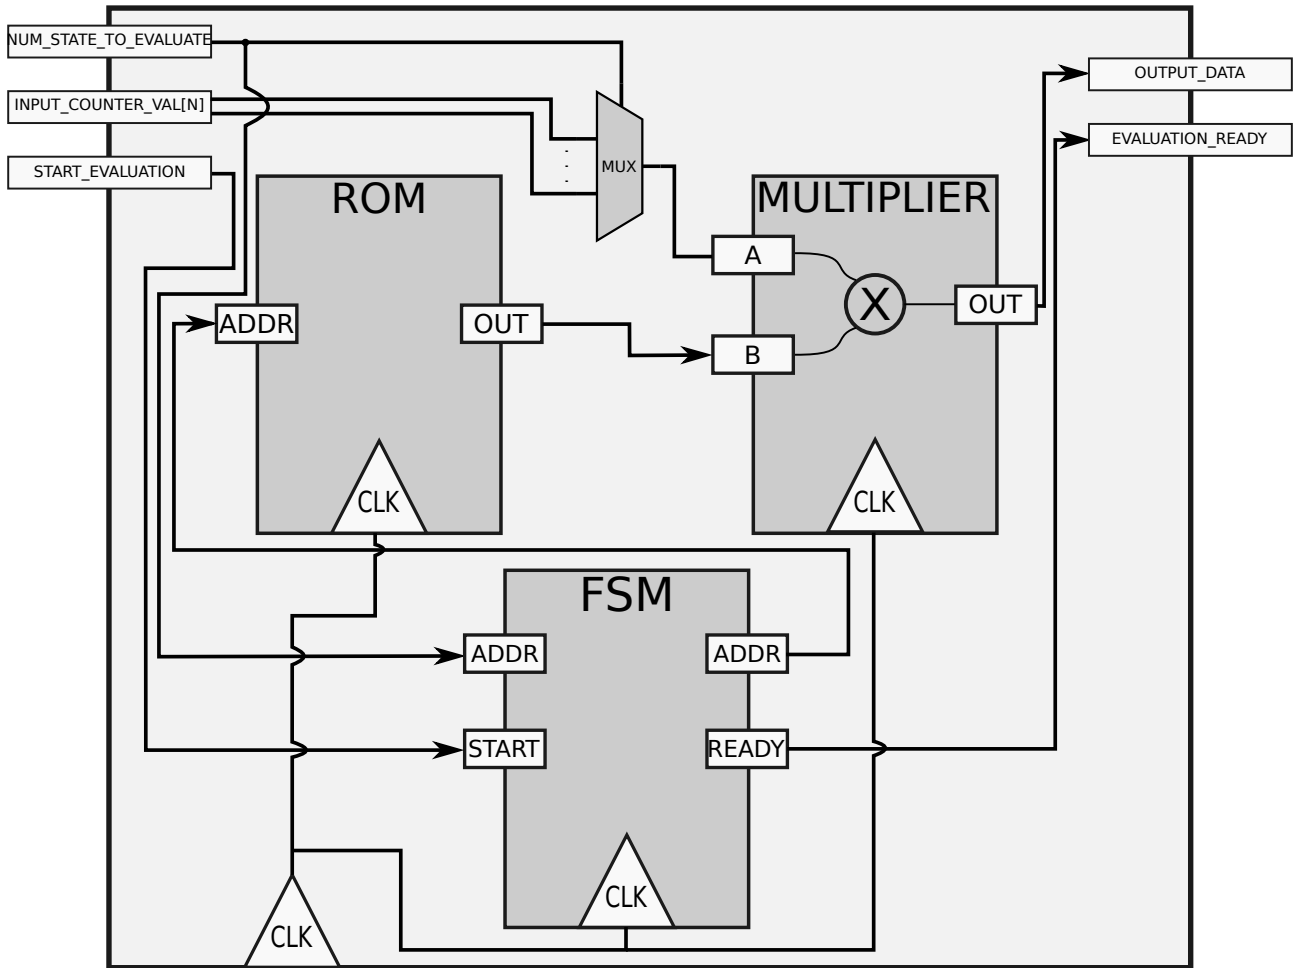 NUM_STATE_TO_EVALUATE
INPUT_COUNTER_VAL[N]
START_EVALUATION
OUTPUT_DATA
EVALUATION_READY
MUX
ROM
ADDR
OUT
CLK
MULTIPLIER
A
B
X
OUT
CLK
FSM
ADDR
ADDR
START
READY
CLK
CLK